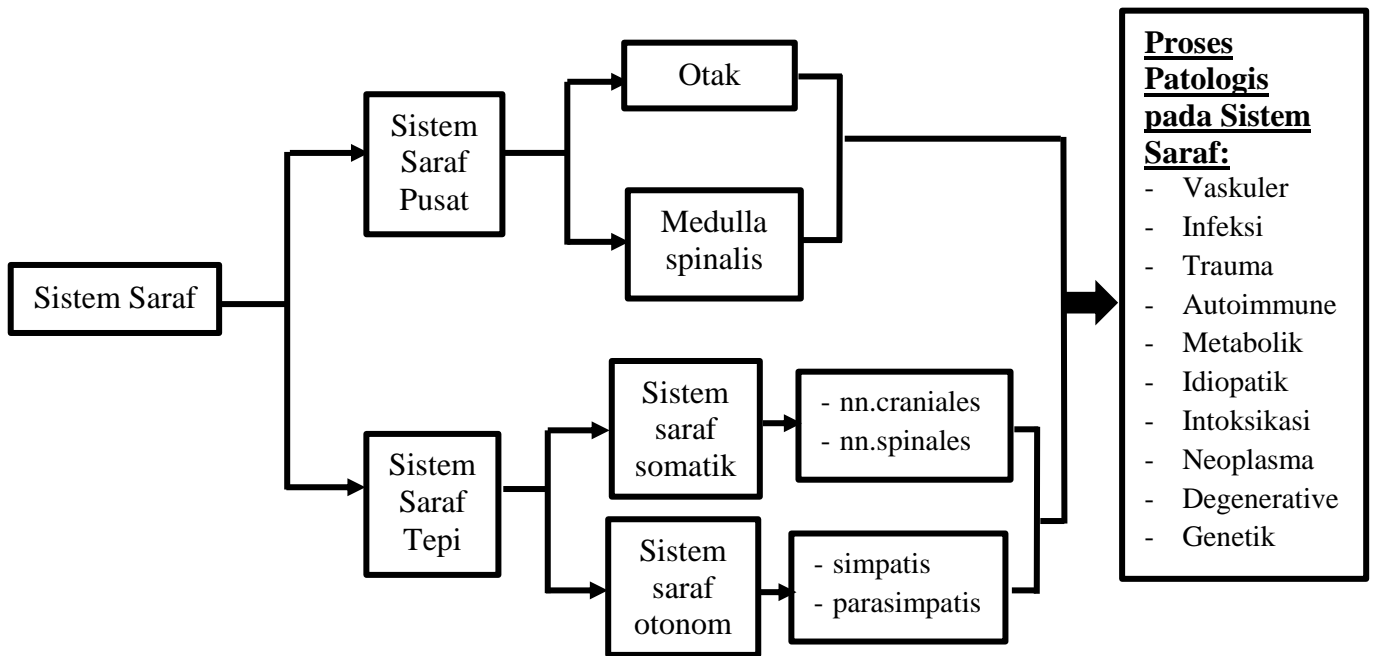 Sistem Saraf
Sistem
Saraf
Pusat
Otak
Medulla
spinalis
Sistem
Saraf
Tepi
Sistem
saraf
somatik
- nn.craniales
- nn.spinales
Sistem
saraf
otonom
- simpatis
- parasimpatis
Proses
Patologis
pada Sistem
Saraf:
- Vaskuler
- Infeksi
- Trauma
- Autoimmune
- Metabolik
- Idiopatik
- Intoksikasi
- Neoplasma
- Degenerative
- Genetik